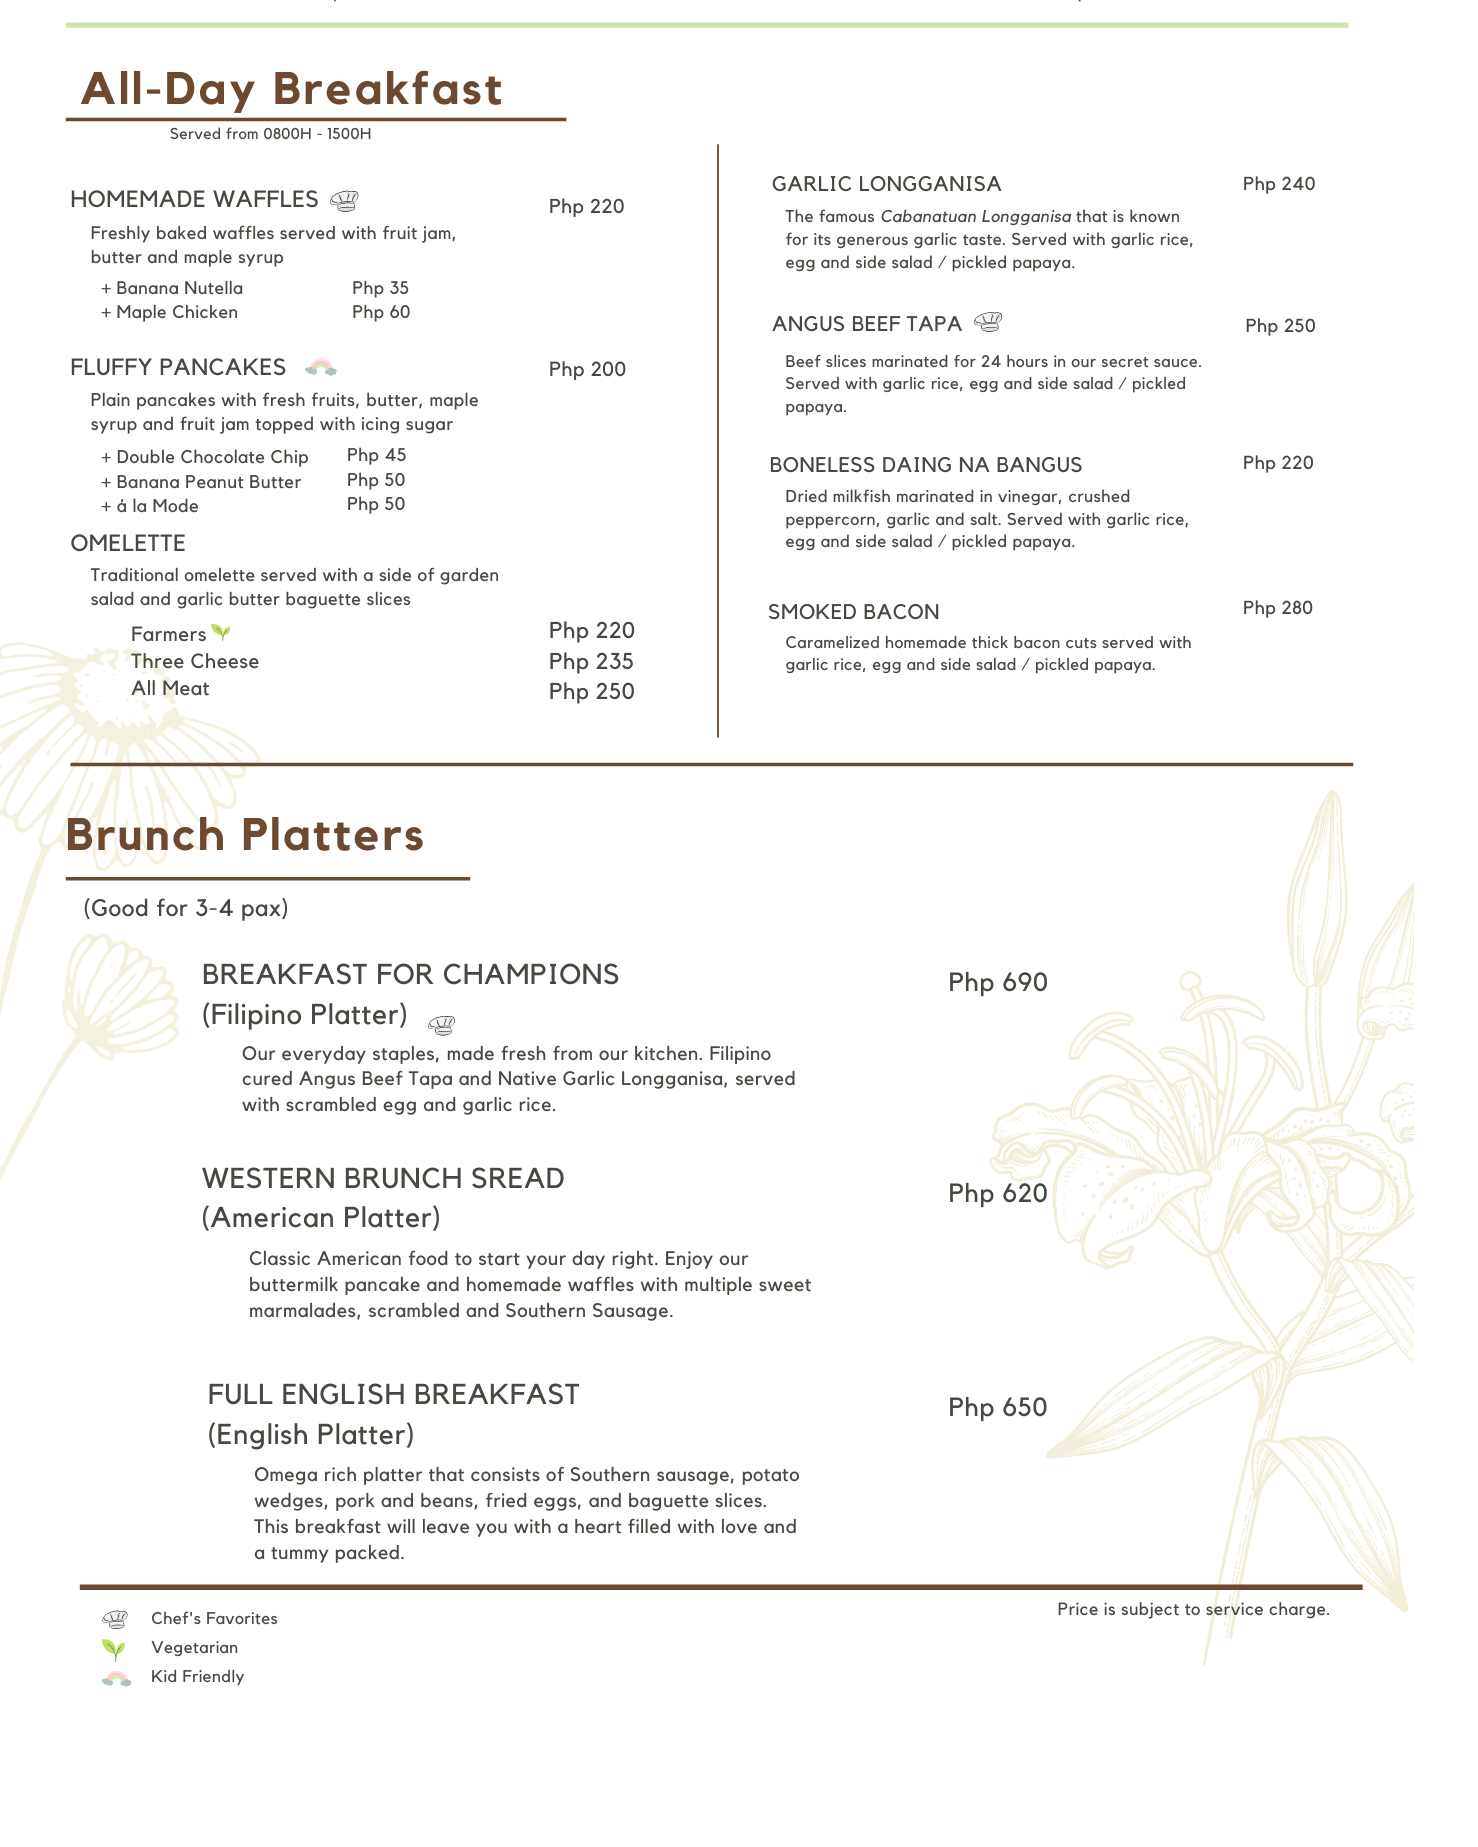 All-Day Breakfast
Served from 0800H - 1500H
HOMEMADE WAFFLES
Php 220
Freshly baked waffles served with fruit jam,
butter and maple syrup
+ Banana Nutella Php 35
+ Maple Chicken Php 60
FLUFFY PANCAKES
Php 200
Plain pancakes with fresh fruits, butter, maple
syrup and fruit jam topped with icing sugar
+ Double Chocolate Chip Php 45
+ Banana Peanut Butter Php 50
+ á la Mode Php 50
OMELETTE
Traditional omelette served with a side of garden
salad and garlic butter baguette slices
Farmers Php 220
Three Cheese Php 235
All Meat Php 250
GARLIC LONGGANISA Php 240
The famous Cabanatuan Longganisa that is known
for its generous garlic taste. Served with garlic rice,
egg and side salad / pickled papaya.
ANGUS BEEF TAPA Php 250
Beef slices marinated for 24 hours in our secret sauce.
Served with garlic rice, egg and side salad / pickled
papaya.
BONELESS DAING NA BANGUS Php 220
Dried milkfish marinated in vinegar, crushed
peppercorn, garlic and salt. Served with garlic rice,
egg and side salad / pickled papaya.
SMOKED BACON Php 280
Caramelized homemade thick bacon cuts served with
garlic rice, egg and side salad / pickled papaya.
Brunch Platters
(Good for 3-4 pax)
BREAKFAST FOR CHAMPIONS Php 690
(Filipino Platter)
Our everyday staples, made fresh from our kitchen. Filipino
cured Angus Beef Tapa and Native Garlic Longganisa, served
with scrambled egg and garlic rice.
WESTERN BRUNCH SREAD Php 620
(American Platter)
Classic American food to start your day right. Enjoy our
buttermilk pancake and homemade waffles with multiple sweet
marmalades, scrambled and Southern Sausage.
FULL ENGLISH BREAKFAST Php 650
(English Platter)
Omega rich platter that consists of Southern sausage, potato
wedges, pork and beans, fried eggs, and baguette slices.
This breakfast will leave you with a heart filled with love and
a tummy packed.
Price is subject to service charge.
Chef's Favorites
Vegetarian
Kid Friendly